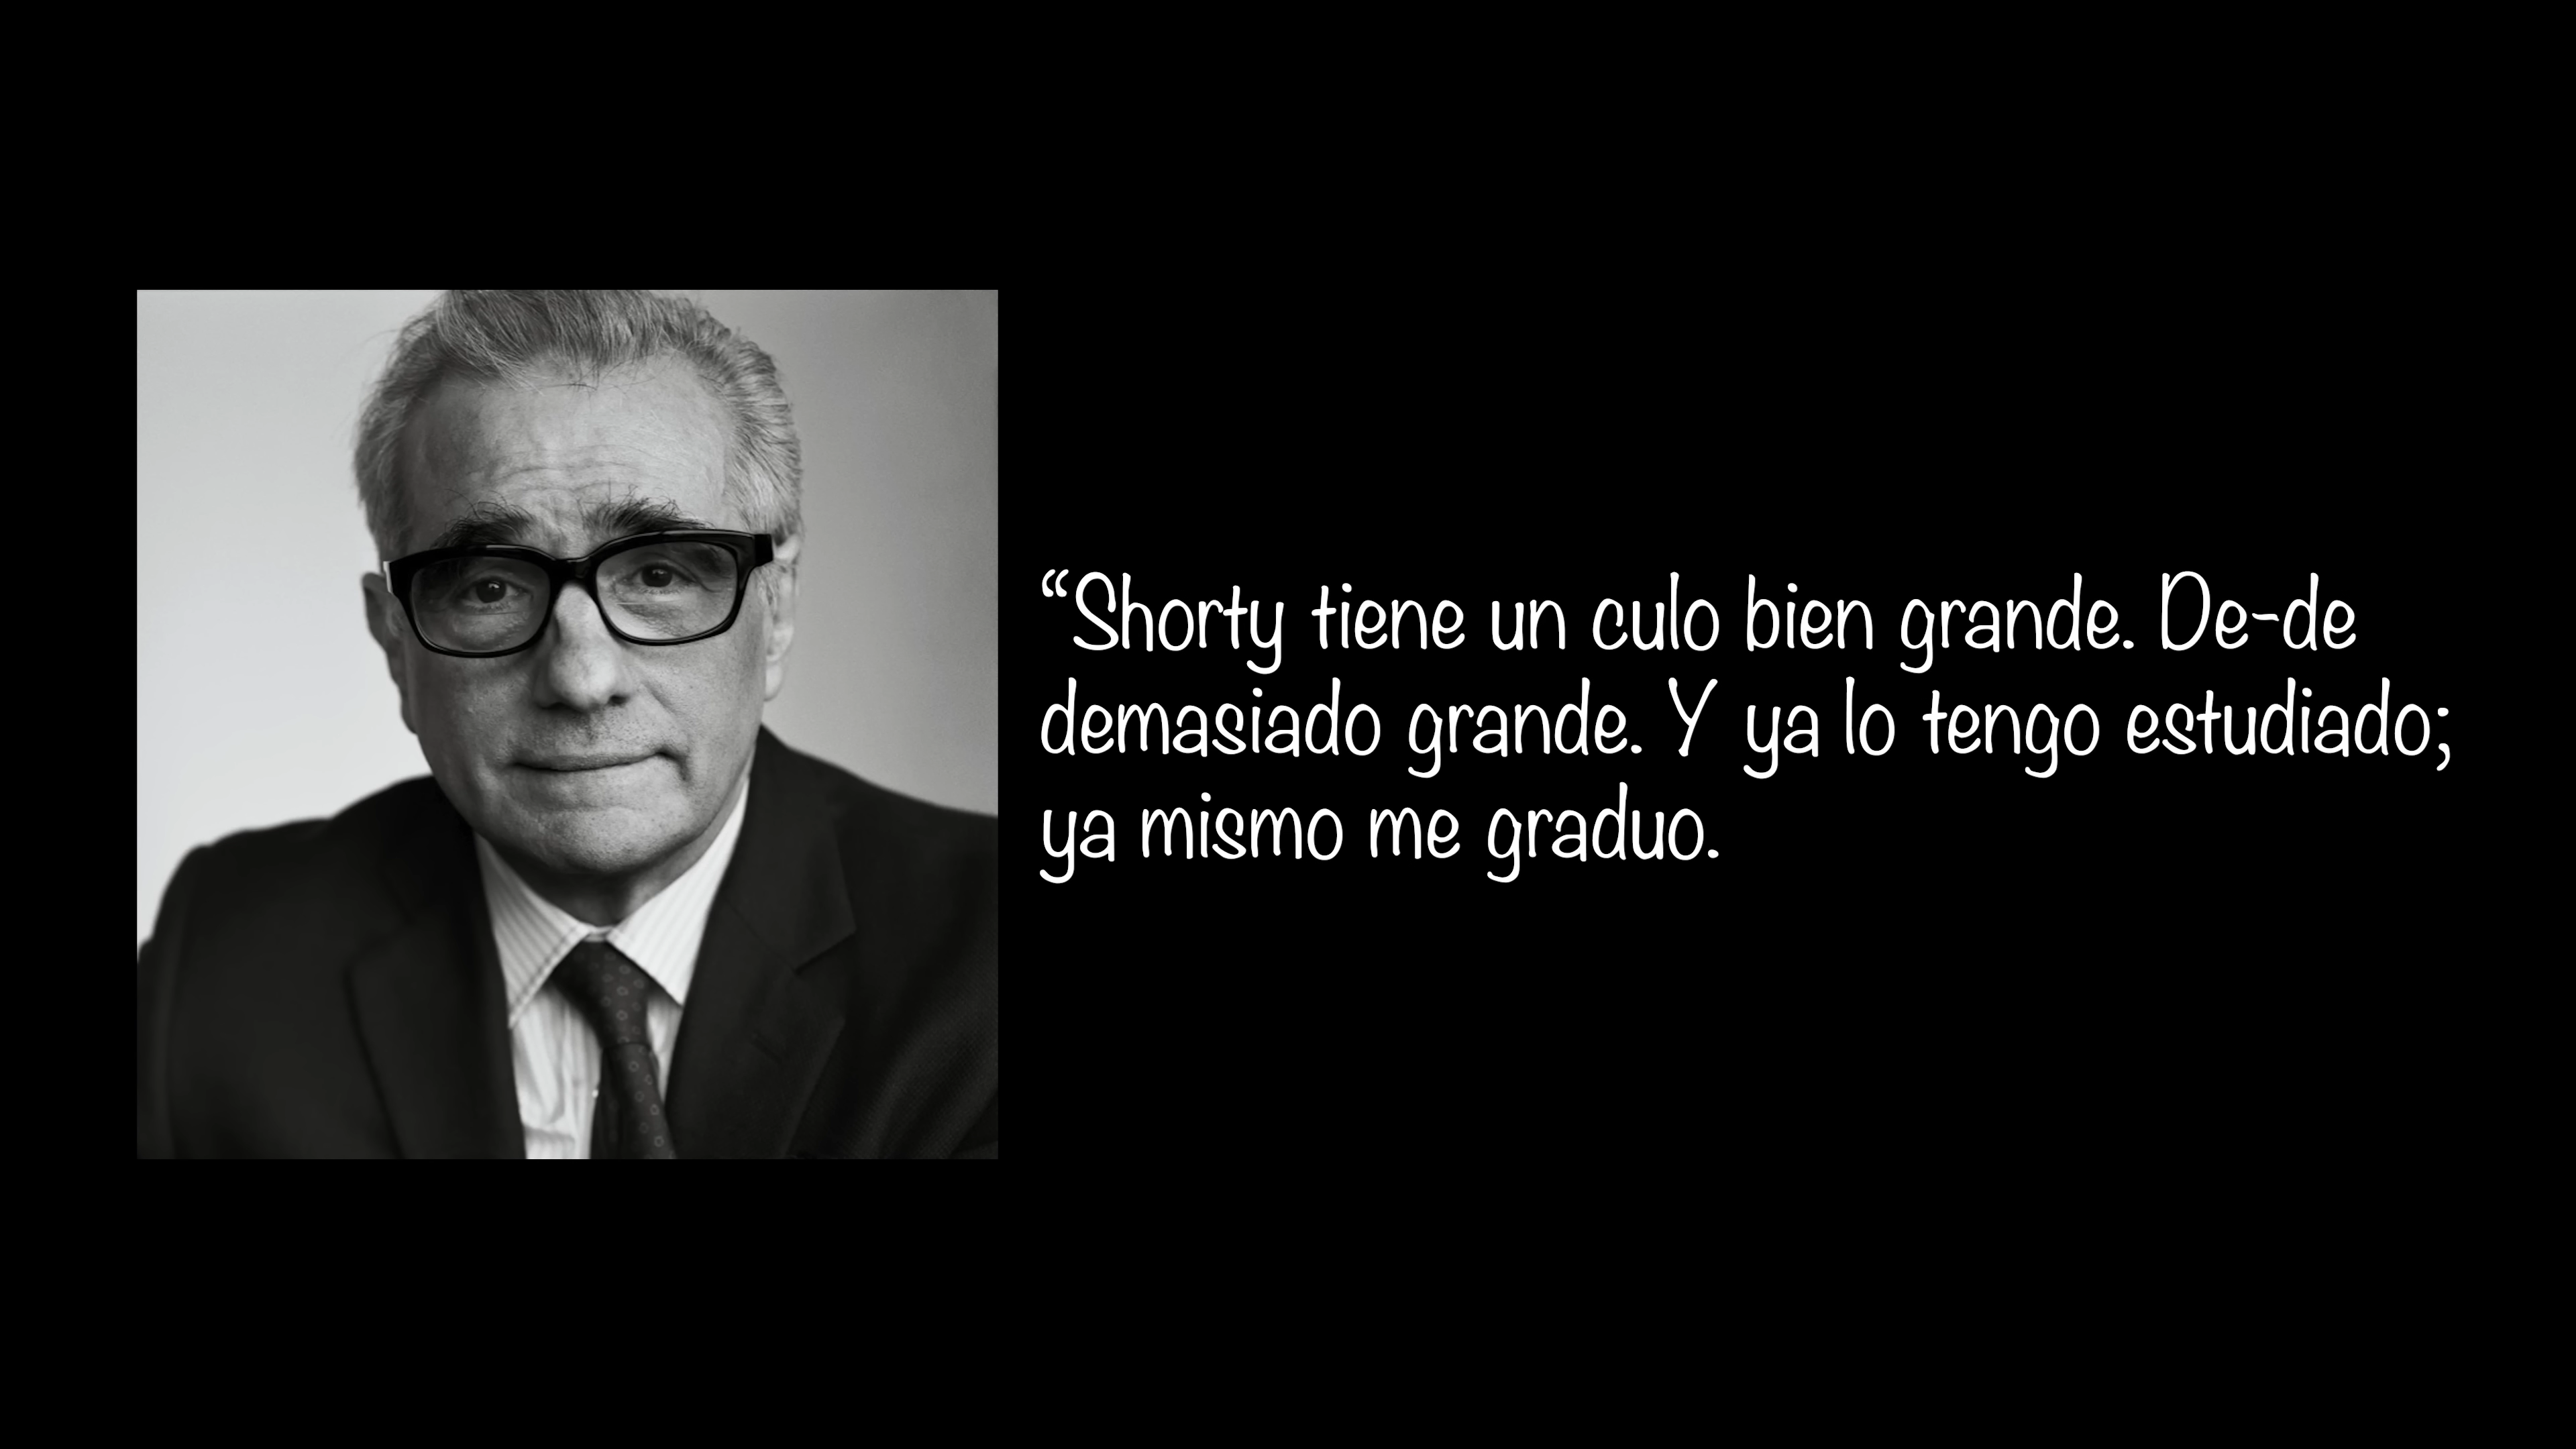 “Shorty tiene un culo bien grande. De-de
demasiado grande. Y ya lo tengo estudiado;
ya mismo me graduo.